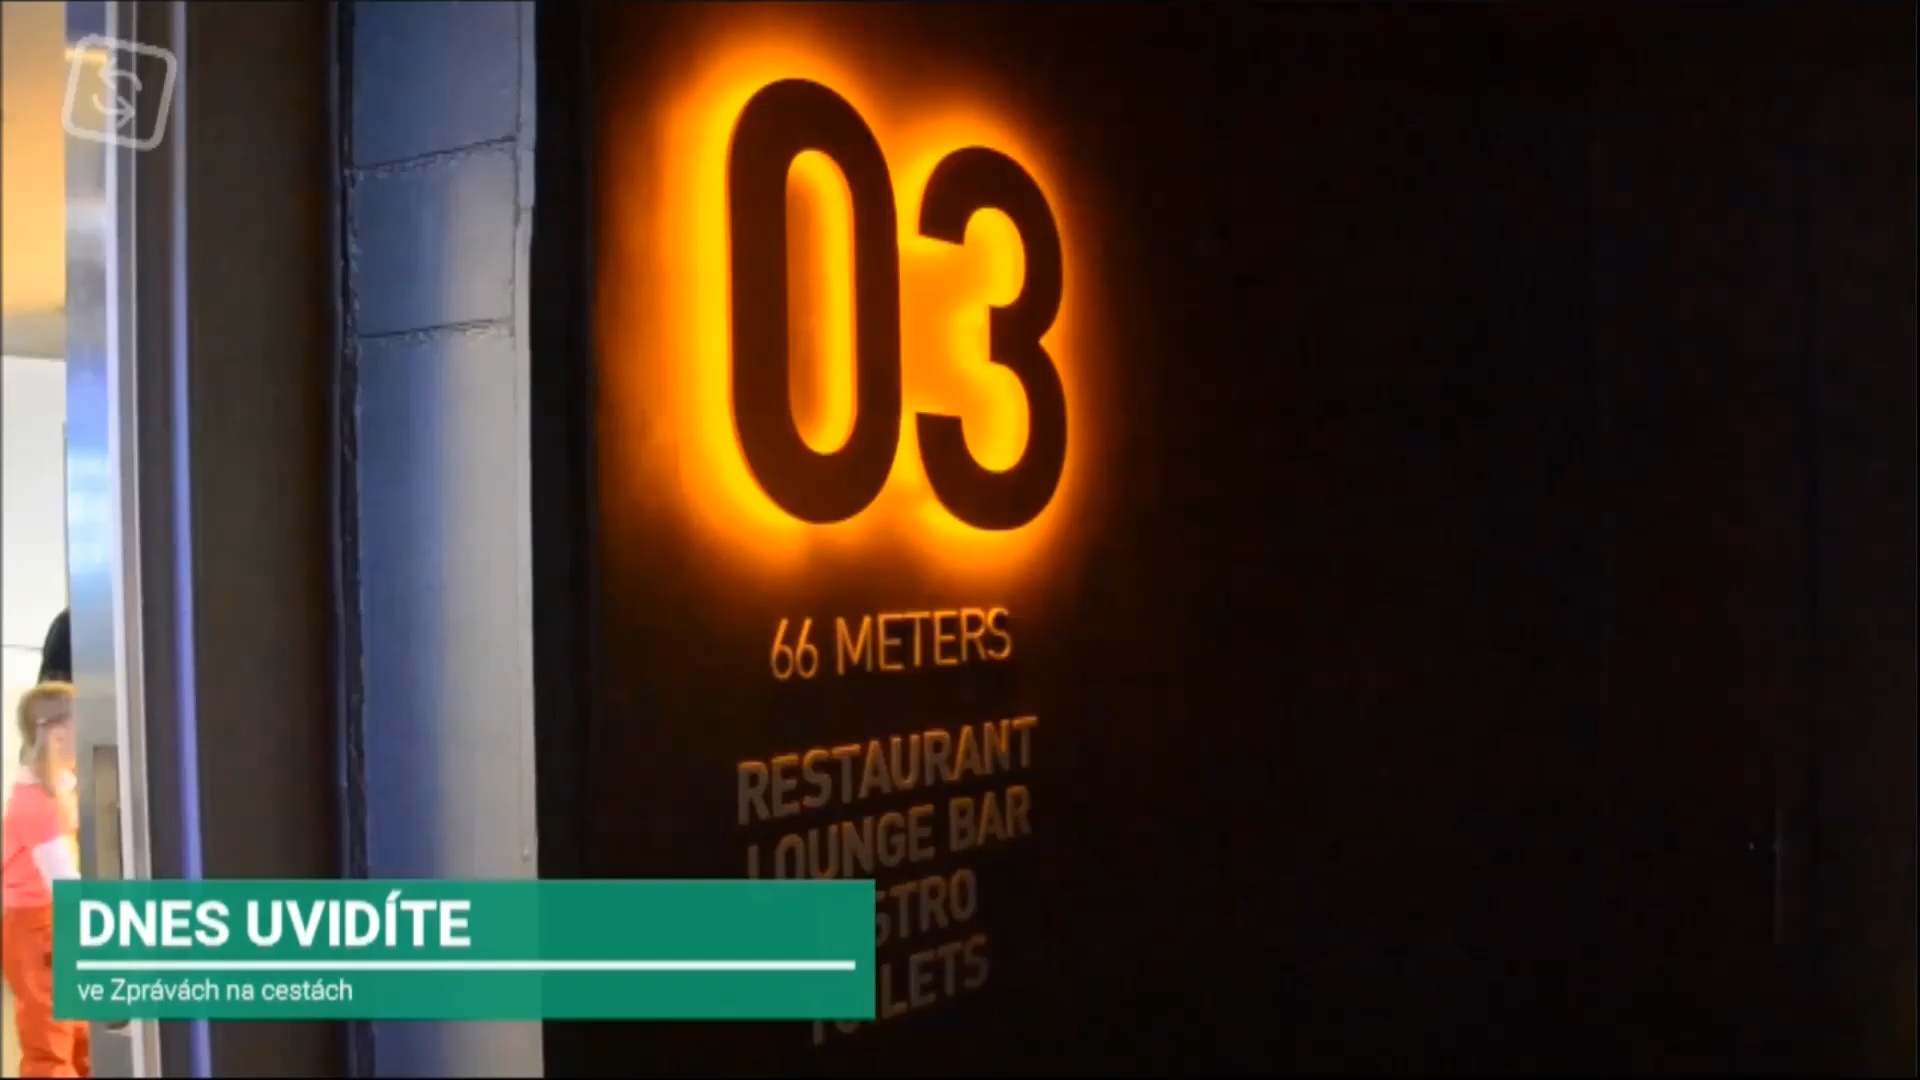 03
66 METERS
RESTAURANT
LOUNGE BAR
DNES UVIDÍTE
ve Zprávách na cestách